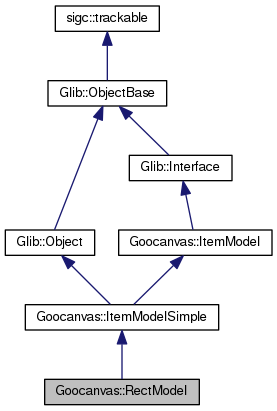 sigc::trackable
Glib::ObjectBase
Glib::Interface
Glib::Object
Goocanvas::ItemModel
Goocanvas::ItemModelSimple
Goocanvas::RectModel